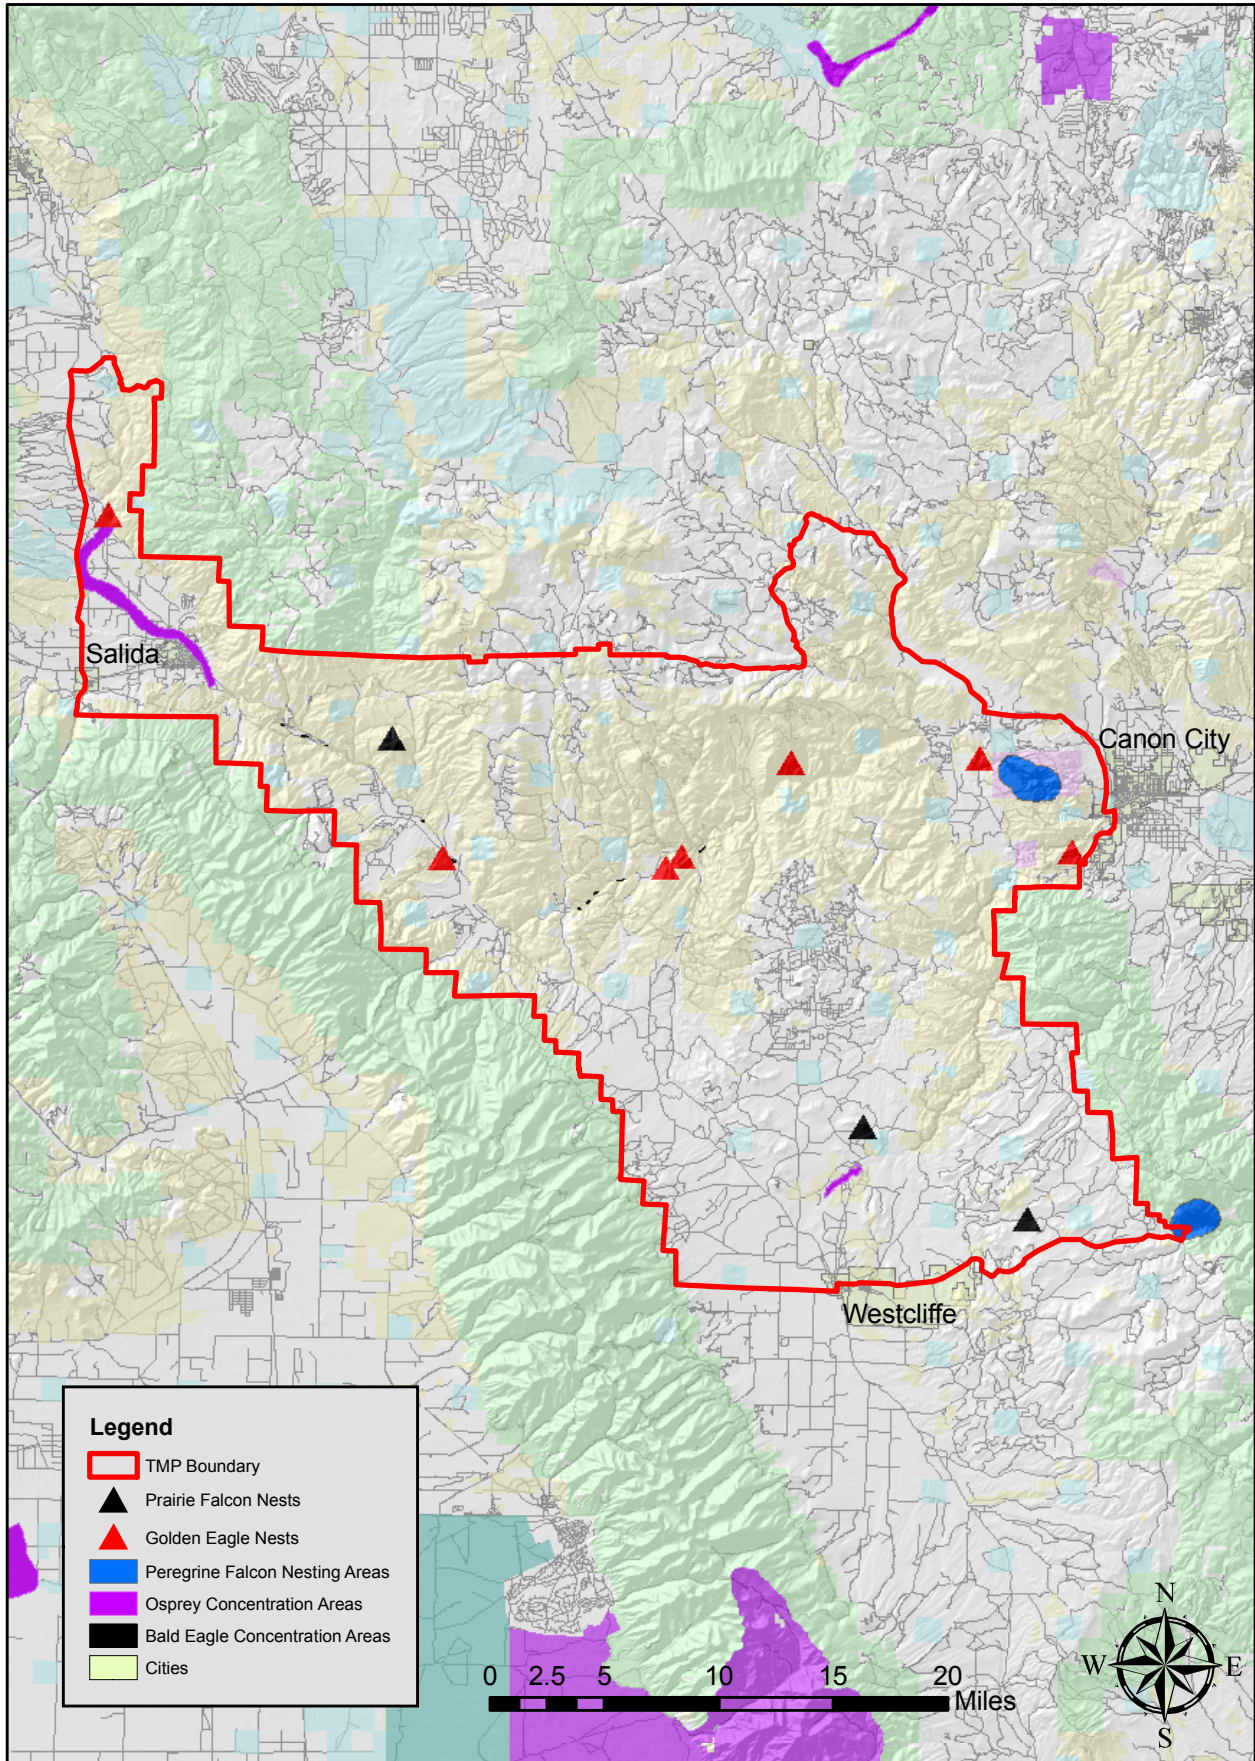 Salida
Canon City
Westcliffe
Legend
TMP Boundary
Prairie Falcon Nests
Golden Eagle Nests
Peregrine Falcon Nesting Areas
Osprey Concentration Areas
Bald Eagle Concentration Areas
Cities
0 2.5 5 10 15 20
Miles
N
W E
S